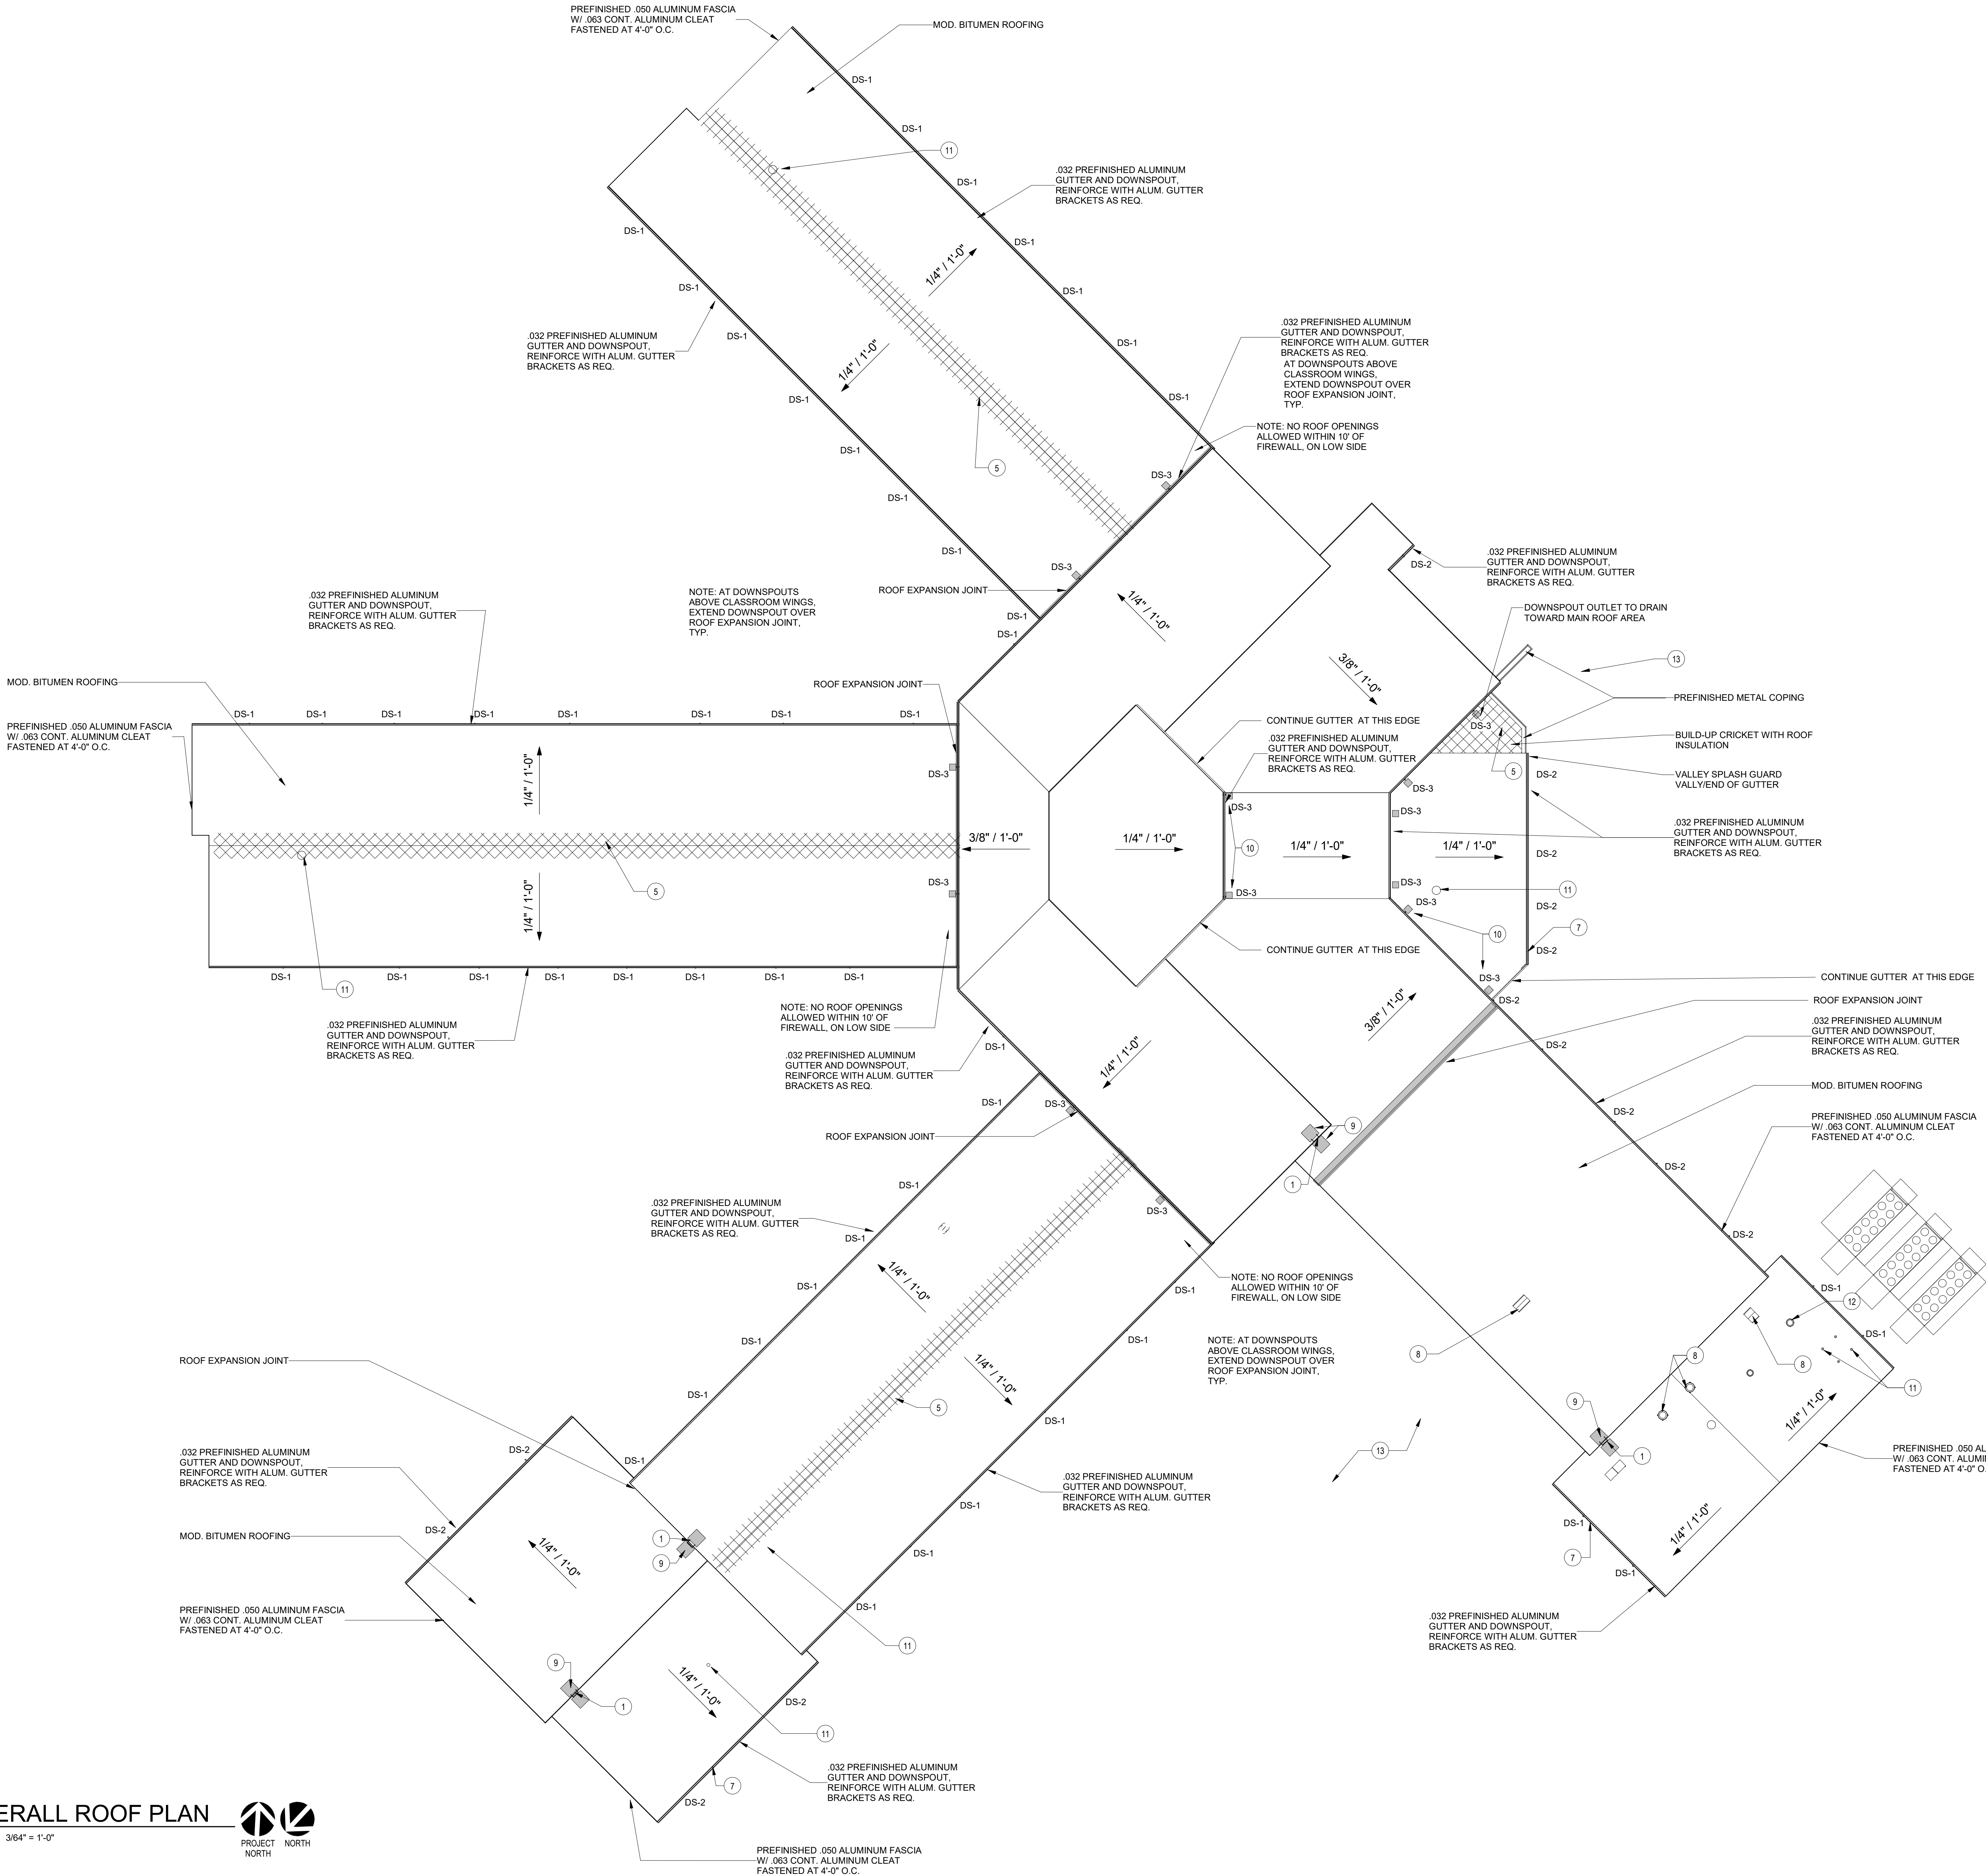 PREFINISHED .050 ALUMINUM FASCIA
W/ .063 CONT. ALUMINUM CLEAT
FASTENED AT 4'-0" O.C.
MOD. BITUMEN ROOFING
DS-1
DS-1
11
DS-1
.032 PREFINISHED ALUMINUM
GUTTER AND DOWNSPOUT,
REINFORCE WITH ALUM. GUTTER
BRACKETS AS REQ.
DS-1
DS-1
1/4" / 1'-0"
DS-1
DS-1
DS-1
.032 PREFINISHED ALUMINUM
GUTTER AND DOWNSPOUT,
REINFORCE WITH ALUM. GUTTER
BRACKETS AS REQ.
1/4" / 1'-0"
DS-1
.032 PREFINISHED ALUMINUM
GUTTER AND DOWNSPOUT,
REINFORCE WITH ALUM. GUTTER
BRACKETS AS REQ.
AT DOWNSPOUTS ABOVE
CLASSROOM WINGS,
EXTEND DOWNSPOUT OVER
ROOF EXPANSION JOINT,
TYP.
DS-1
DS-1
NOTE: NO ROOF OPENINGS
ALLOWED WITHIN 10' OF
FIREWALL, ON LOW SIDE
DS-1
5
DS-3
DS-1
DS-1
DS-3
.032 PREFINISHED ALUMINUM
GUTTER AND DOWNSPOUT,
REINFORCE WITH ALUM. GUTTER
BRACKETS AS REQ.
DS-2
ROOF EXPANSION JOINT
NOTE: AT DOWNSPOUTS
ABOVE CLASSROOM WINGS,
EXTEND DOWNSPOUT OVER
ROOF EXPANSION JOINT,
TYP.
.032 PREFINISHED ALUMINUM
GUTTER AND DOWNSPOUT,
REINFORCE WITH ALUM. GUTTER
BRACKETS AS REQ.
1/4" / 1'-0"
DS-1
DS-1
DOWNSPOUT OUTLET TO DRAIN
TOWARD MAIN ROOF AREA
3/8" / 1'-0"
13
MOD. BITUMEN ROOFING
ROOF EXPANSION JOINT
PREFINISHED METAL COPING
DS-1
DS-1
DS-1
DS-1
DS-1
DS-1
DS-1
DS-1
PREFINISHED .050 ALUMINUM FASCIA
W/ .063 CONT. ALUMINUM CLEAT
FASTENED AT 4'-0" O.C.
CONTINUE GUTTER AT THIS EDGE
DS-3
.032 PREFINISHED ALUMINUM
GUTTER AND DOWNSPOUT,
REINFORCE WITH ALUM. GUTTER
BRACKETS AS REQ.
BUILD-UP CRICKET WITH ROOF
INSULATION
5
DS-2
VALLEY SPLASH GUARD
VALLY/END OF GUTTER
1/4" / 1'-0"
DS-3
DS-3
DS-3
DS-3
.032 PREFINISHED ALUMINUM
GUTTER AND DOWNSPOUT,
REINFORCE WITH ALUM. GUTTER
BRACKETS AS REQ.
3/8" / 1'-0"
1/4" / 1'-0"
10
1/4" / 1'-0"
1/4" / 1'-0"
DS-2
5
1/4" / 1'-0"
DS-3
DS-3
DS-3
11
DS-3
DS-2
7
10
CONTINUE GUTTER AT THIS EDGE
DS-2
DS-1
DS-1
DS-1
DS-1
DS-1
DS-1
DS-1
DS-1
11
DS-3
CONTINUE GUTTER AT THIS EDGE
NOTE: NO ROOF OPENINGS
ALLOWED WITHIN 10' OF
FIREWALL, ON LOW SIDE
3/8" / 1'-0"
DS-2
ROOF EXPANSION JOINT
.032 PREFINISHED ALUMINUM
GUTTER AND DOWNSPOUT,
REINFORCE WITH ALUM. GUTTER
BRACKETS AS REQ.
.032 PREFINISHED ALUMINUM
GUTTER AND DOWNSPOUT,
REINFORCE WITH ALUM. GUTTER
BRACKETS AS REQ.
DS-1
.032 PREFINISHED ALUMINUM
GUTTER AND DOWNSPOUT,
REINFORCE WITH ALUM. GUTTER
BRACKETS AS REQ.
1/4" / 1'-0"
DS-2
MOD. BITUMEN ROOFING
DS-1
DS-3
DS-2
PREFINISHED .050 ALUMINUM FASCIA
W/ .063 CONT. ALUMINUM CLEAT
FASTENED AT 4'-0" O.C.
9
ROOF EXPANSION JOINT
DS-2
DS-1
1
.032 PREFINISHED ALUMINUM
GUTTER AND DOWNSPOUT,
REINFORCE WITH ALUM. GUTTER
BRACKETS AS REQ.
DS-3
DS-1
DS-2
1/4" / 1'-0"
NOTE: NO ROOF OPENINGS
ALLOWED WITHIN 10' OF
FIREWALL, ON LOW SIDE
DS-1
DS-1
DS-1
12
DS-1
DS-1
DS-1
NOTE: AT DOWNSPOUTS
ABOVE CLASSROOM WINGS,
EXTEND DOWNSPOUT OVER
ROOF EXPANSION JOINT,
TYP.
8
8
8
ROOF EXPANSION JOINT
1/4" / 1'-0"
11
DS-1
9
5
1/4" / 1'-0"
DS-1
13
1
.032 PREFINISHED ALUMINUM
GUTTER AND DOWNSPOUT,
REINFORCE WITH ALUM. GUTTER
BRACKETS AS REQ.
DS-2
DS-1
PREFINISHED .050 AL
W/ .063 CONT. ALUMI
FASTENED AT 4'-0" O.
.032 PREFINISHED ALUMINUM
GUTTER AND DOWNSPOUT,
REINFORCE WITH ALUM. GUTTER
BRACKETS AS REQ.
DS-1
DS-2
MOD. BITUMEN ROOFING
1
9
1/4" / 1'-0"
DS-1
DS-1
1/4" / 1'-0"
7
DS-1
PREFINISHED .050 ALUMINUM FASCIA
W/ .063 CONT. ALUMINUM CLEAT
FASTENED AT 4'-0" O.C.
DS-1
.032 PREFINISHED ALUMINUM
GUTTER AND DOWNSPOUT,
REINFORCE WITH ALUM. GUTTER
BRACKETS AS REQ.
11
9
1
1/4" / 1'-0"
DS-2
11
.032 PREFINISHED ALUMINUM
GUTTER AND DOWNSPOUT,
REINFORCE WITH ALUM. GUTTER
BRACKETS AS REQ.
7
DS-2
ERALL ROOF PLAN
3/64" = 1'-0"
PROJECT
NORTH
NORTH
PREFINISHED .050 ALUMINUM FASCIA
W/ .063 CONT. ALUMINUM CLEAT
FASTENED AT 4'-0" O.C.